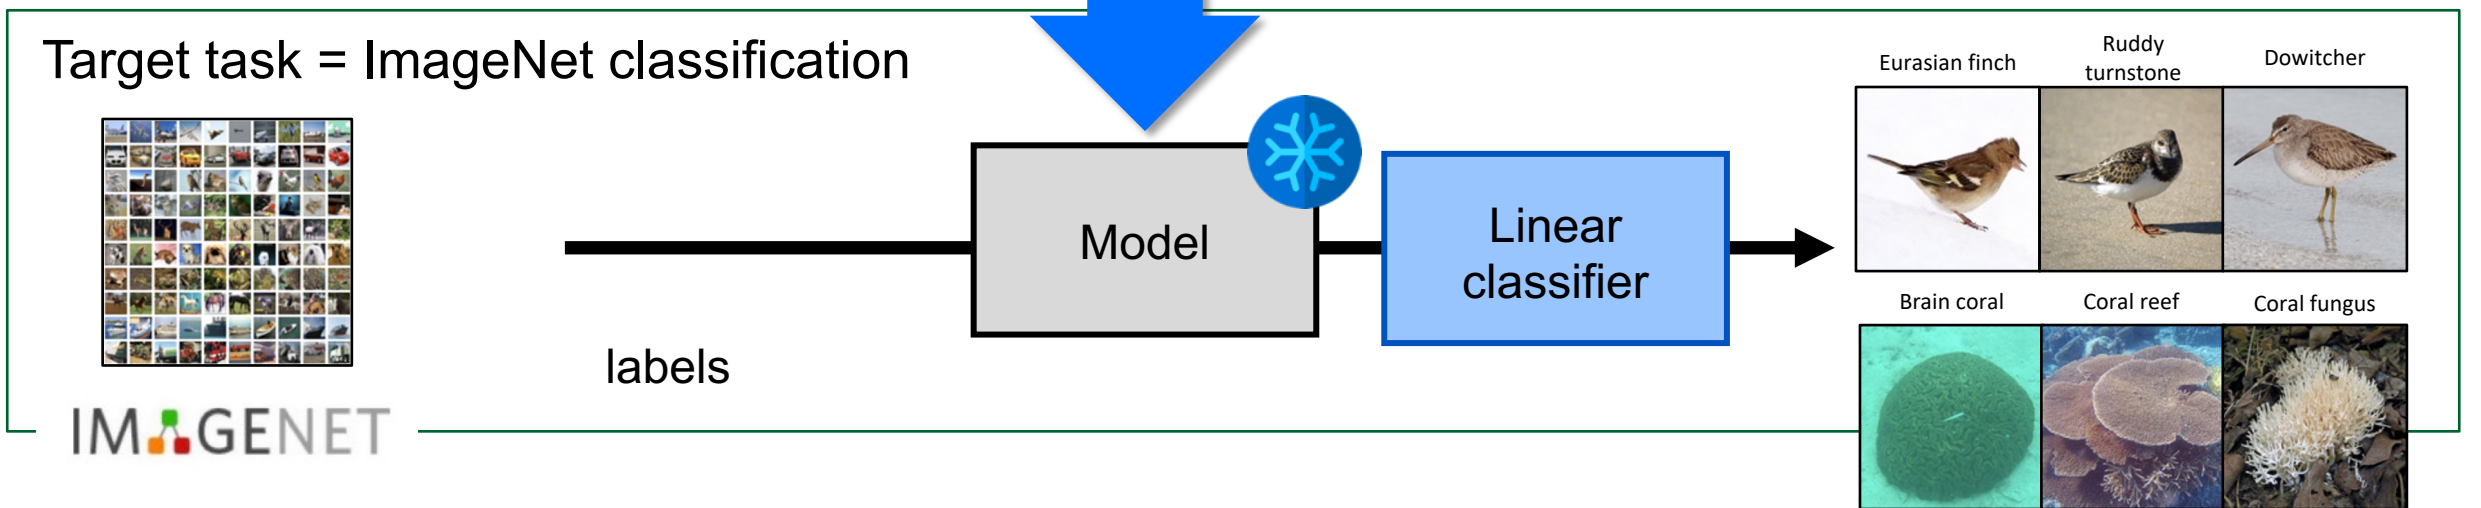 Target task = ImageNet classification
Eurasian finch
Ruddy
turnstone
Dowitcher
Model
Linear
classifier
Brain coral
Coral reef
Coral fungus
labels
IMAGENET